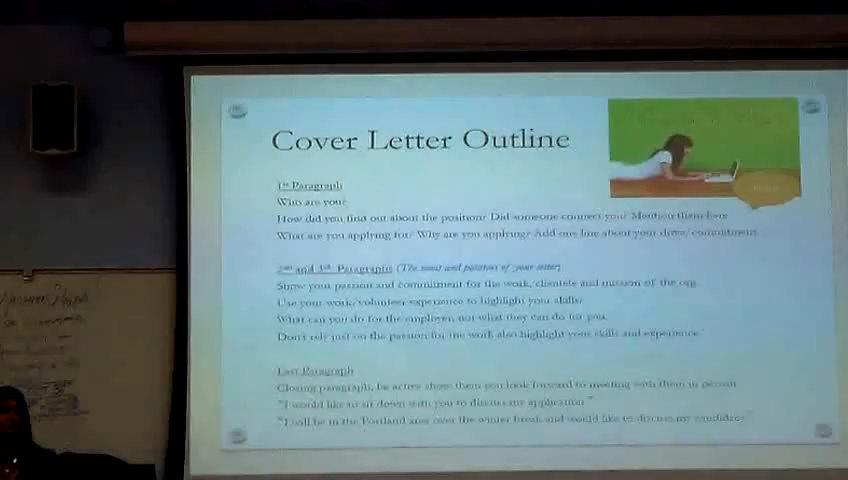 Cover Letter Outline
1st Paragraph
Who are you?
How did you find out about the position? Did someone connect you? Mention them here
What are you applying for? Why are you applying? Add one line about your drive/commitment
2nd and 3rd Paragraphs (The meat and potatoes of your letter)
Show your passion and commitment for the work, clientele and mission of the org.
Use your work/volunteer experience to highlight your skills!
What can you do for the employer, not what they can do for you.
Don't rely just on the passion for the work also highlight your skills and experience
Last Paragraph
Closing paragraph, be active show them you look forward to meeting with them in person
"I would like to sit down with you to discuss my application."
"I will be in the Portland area over the winter break and would like to discuss my candidacy"